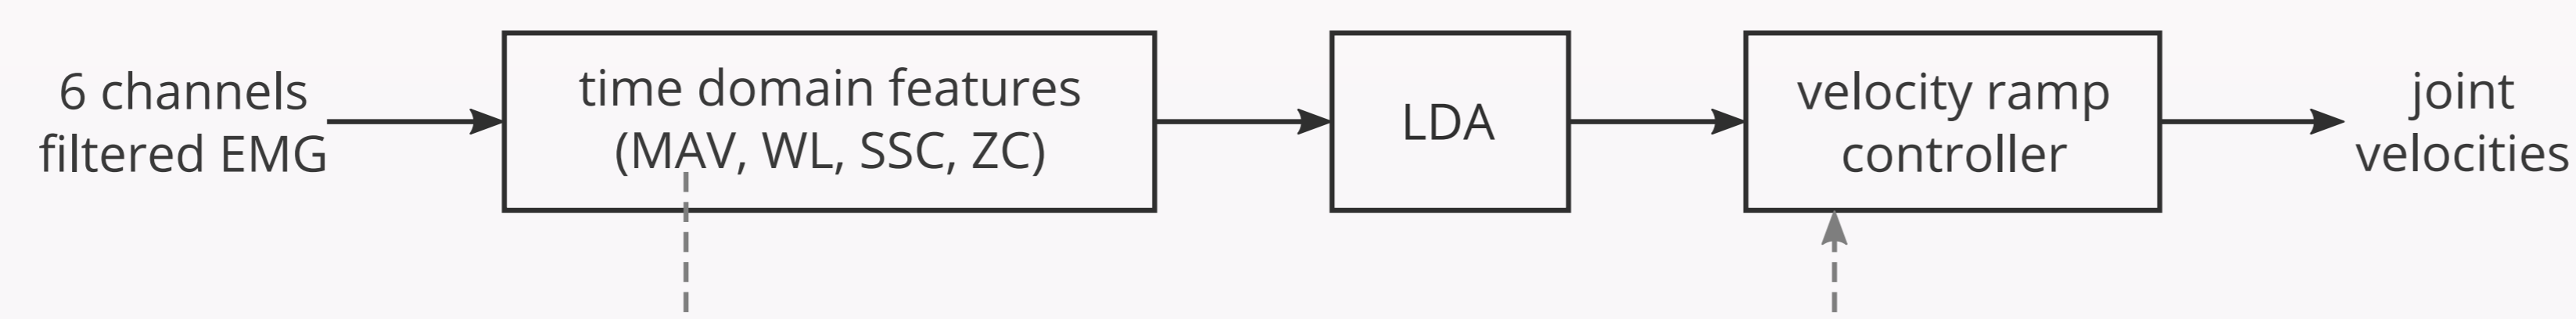 6 channels
filtered EMG
time domain features
(MAV, WL, SSC, ZC)
LDA
velocity ramp
controller
joint
velocities